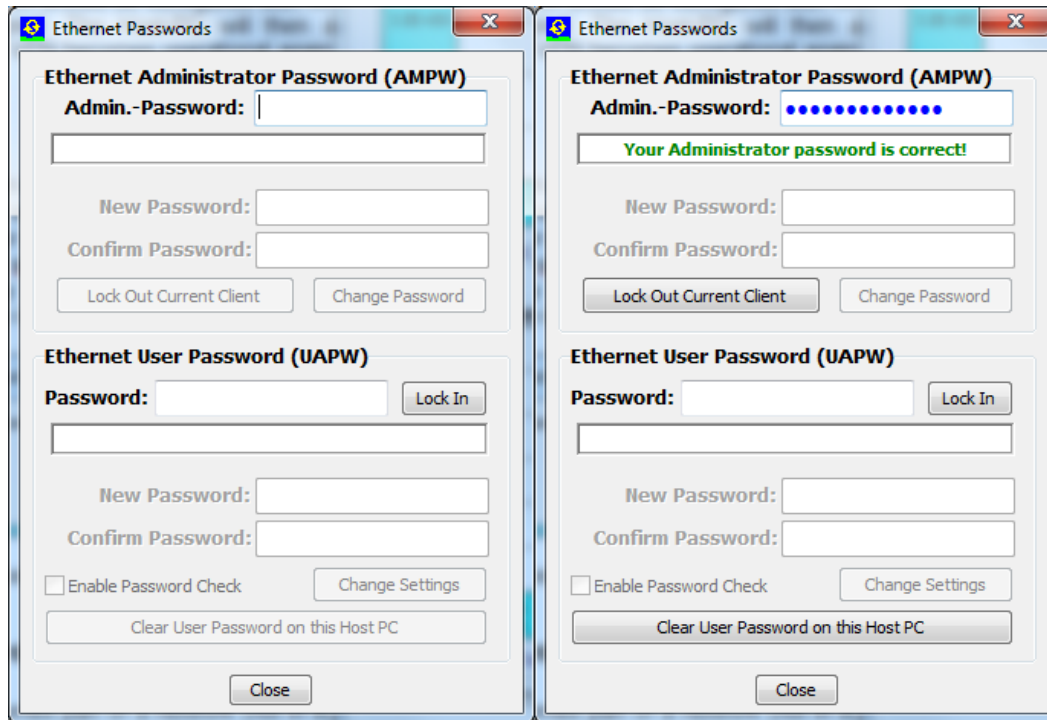 Ethernet Passwords
Ethernet Administrator Password (AMPW)
Admin.-Password:
New Password:
Confirm Password:
Lock Out Current Client Change Password
Ethernet User Password (UAPW)
Password: Lock In
New Password:
Confirm Password:
Enable Password Check Change Settings
Clear User Password on this Host PC
Close
Ethernet Passwords
Ethernet Administrator Password (AMPW)
Admin.-Password: ●●●●●●●●●●●●●
Your Administrator password is correct!
New Password:
Confirm Password:
Lock Out Current Client Change Password
Ethernet User Password (UAPW)
Password: Lock In
New Password:
Confirm Password:
Enable Password Check Change Settings
Clear User Password on this Host PC
Close